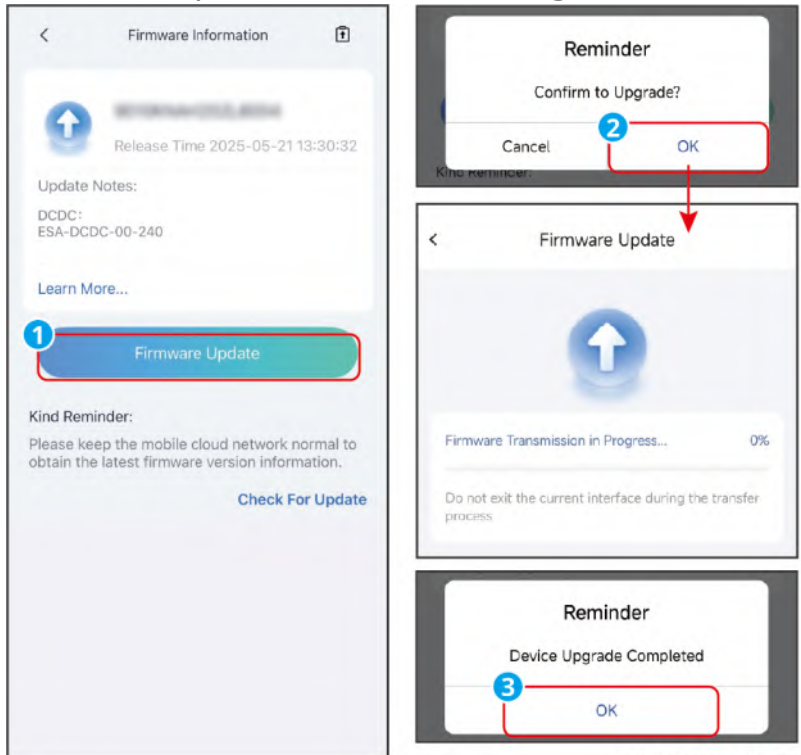 Firmware Information
Release Time 2025-05-21 13:30:32
Update Notes:
DCDC:
ESA-DCDC-00-240
Learn More...
1
Firmware Update
Kind Reminder:
Please keep the mobile cloud network normal to
obtain the latest firmware version information.
Check For Update
Reminder
Confirm to Upgrade?
2
Cancel
OK
Kind Reminder:
Firmware Update
Firmware Transmission in Progress...
0%
Do not exit the current interface during the transfer
process
Reminder
Device Upgrade Completed
3
OK